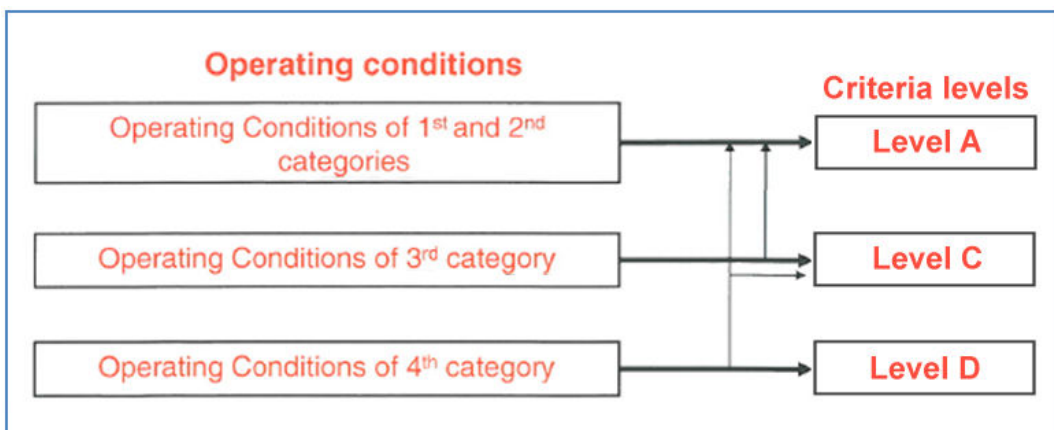 Operating conditions
Criteria levels
Operating Conditions of 1st and 2nd
categories
Level A
Operating Conditions of 3rd category
Level C
Operating Conditions of 4th category
Level D